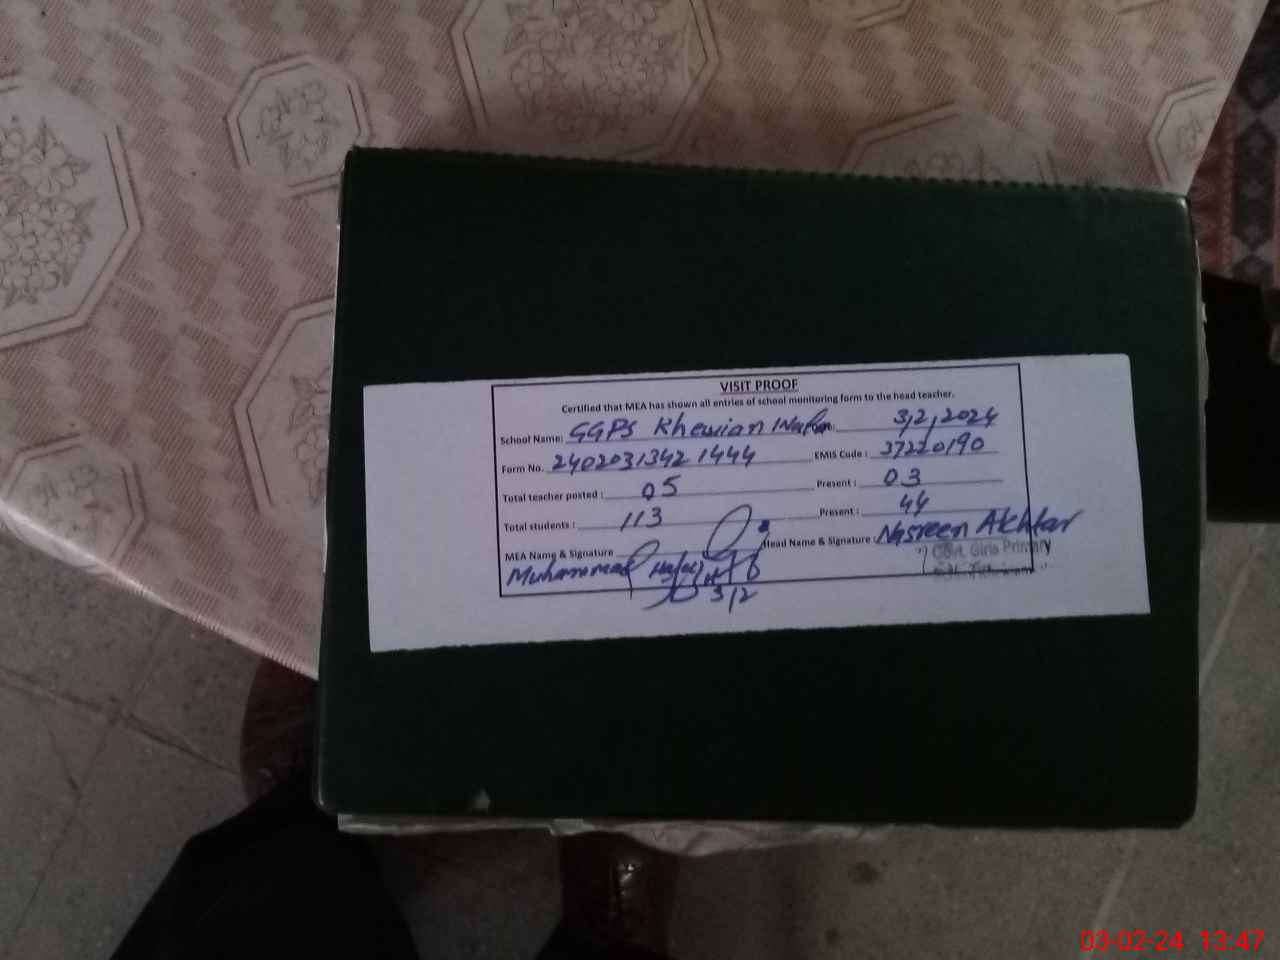 VISIT PROOF
Certified that MEA has shown all entries of school monitoring form to the head teacher.
School Name: GGPS Khewian 3,2,2024
Form No. 2402031342 1444 EMIS Code : 37220190
Total teacher posted : 05 Present : 03
Total students : 113 Present : 44
MEA Name & Signature Head Name & Signature : Nasreen Akhtar
Muhammad
3/2
Govt. Girls Primary
03-02-24 13:47